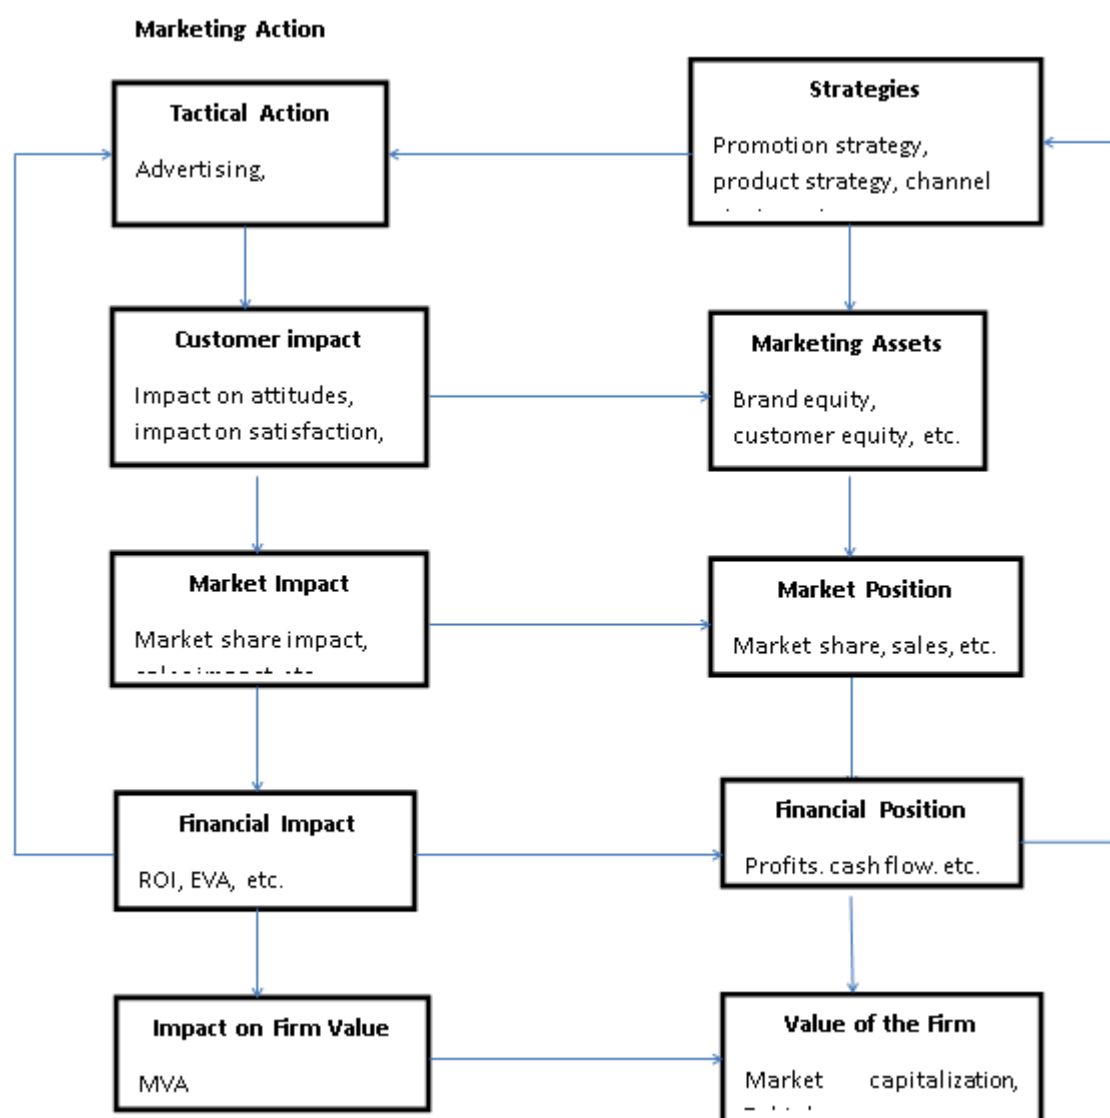 Marketing Action
Tactical Action
Advertising,
Strategies
Promotion strategy,
product strategy, channel
Customer impact
Impact on attitudes,
impact on satisfaction,
Marketing Assets
Brand equity,
customer equity, etc.
Market Impact
Market share impact,
Market Position
Market share, sales, etc.
Financial Impact
ROI, EVA, etc.
Financial Position
Profits. cash flow. etc.
Impact on Firm Value
MVA
Value of the Firm
Market capitalization,